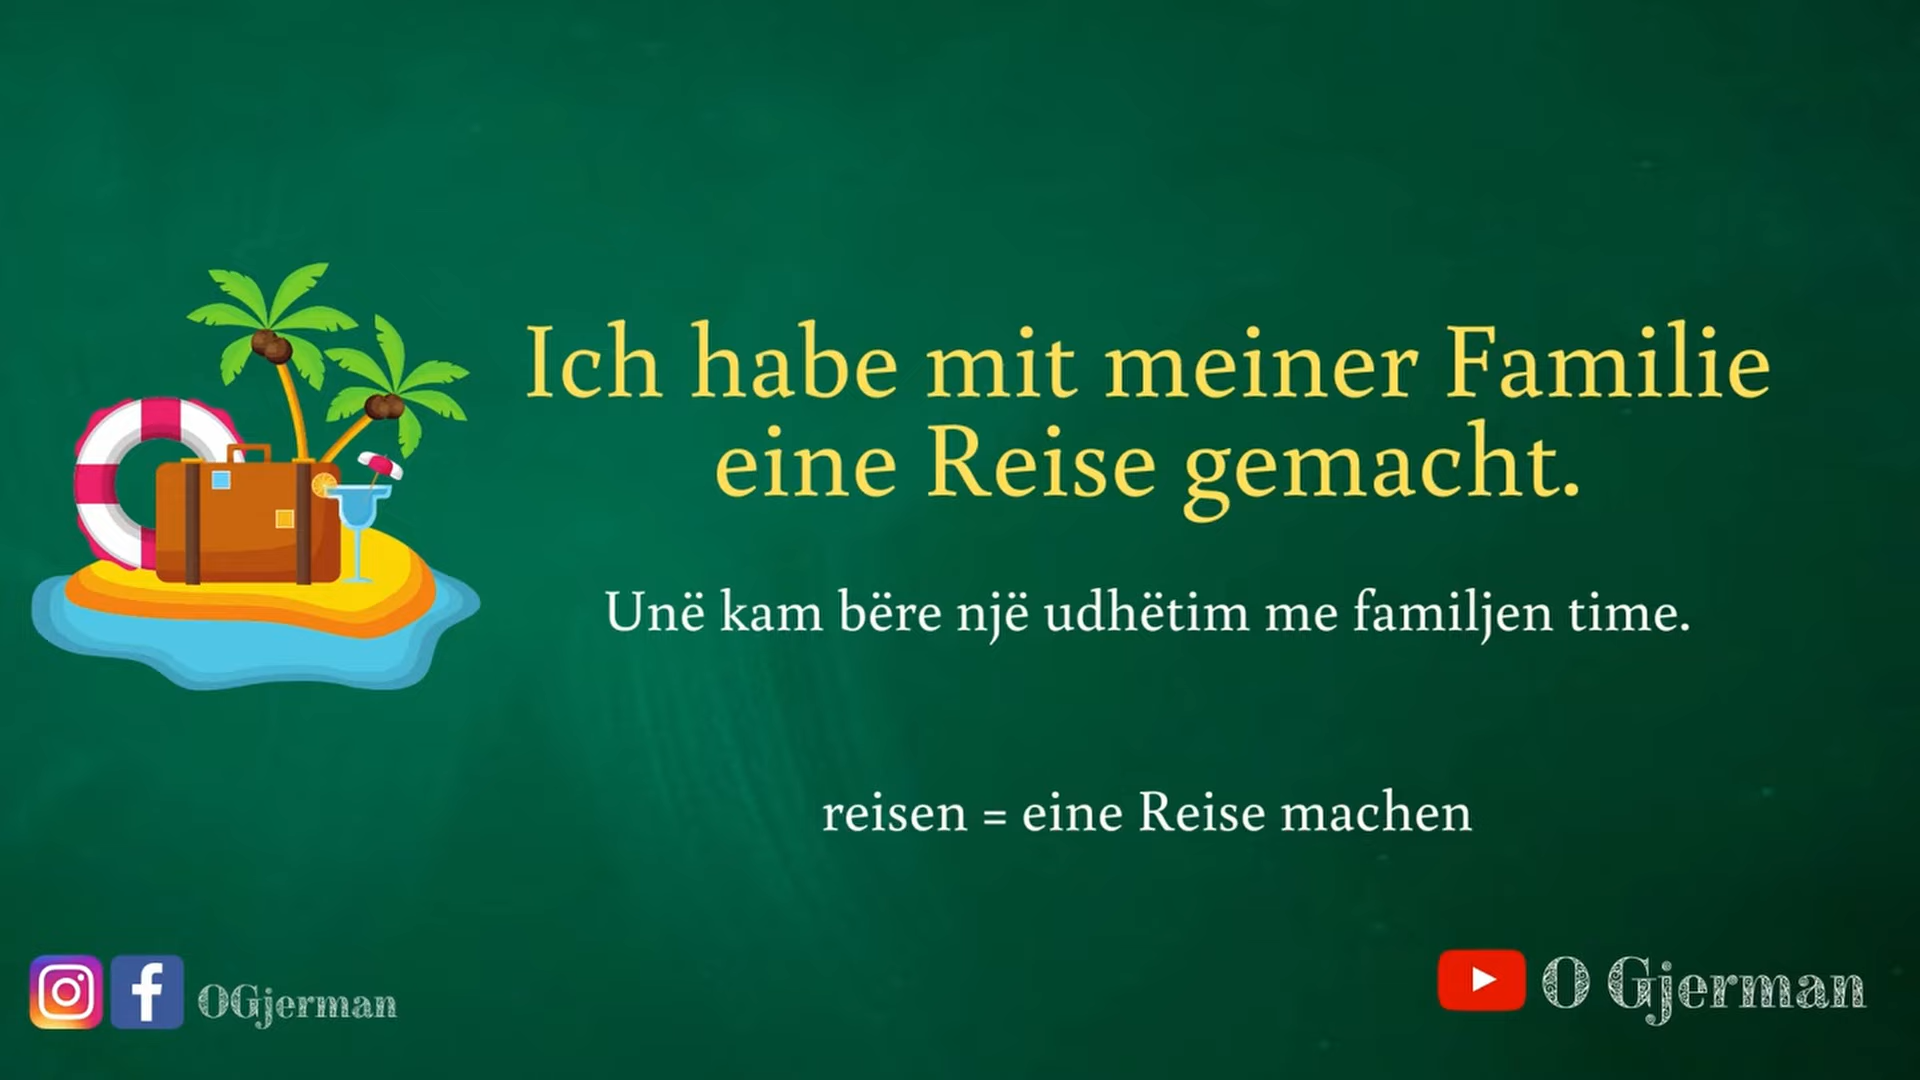 Ich habe mit meiner Familie
eine Reise gemacht.
Unë kam bëre një udhëtim me familjen time.
reisen = eine Reise machen
OGjerman
O Gjerman